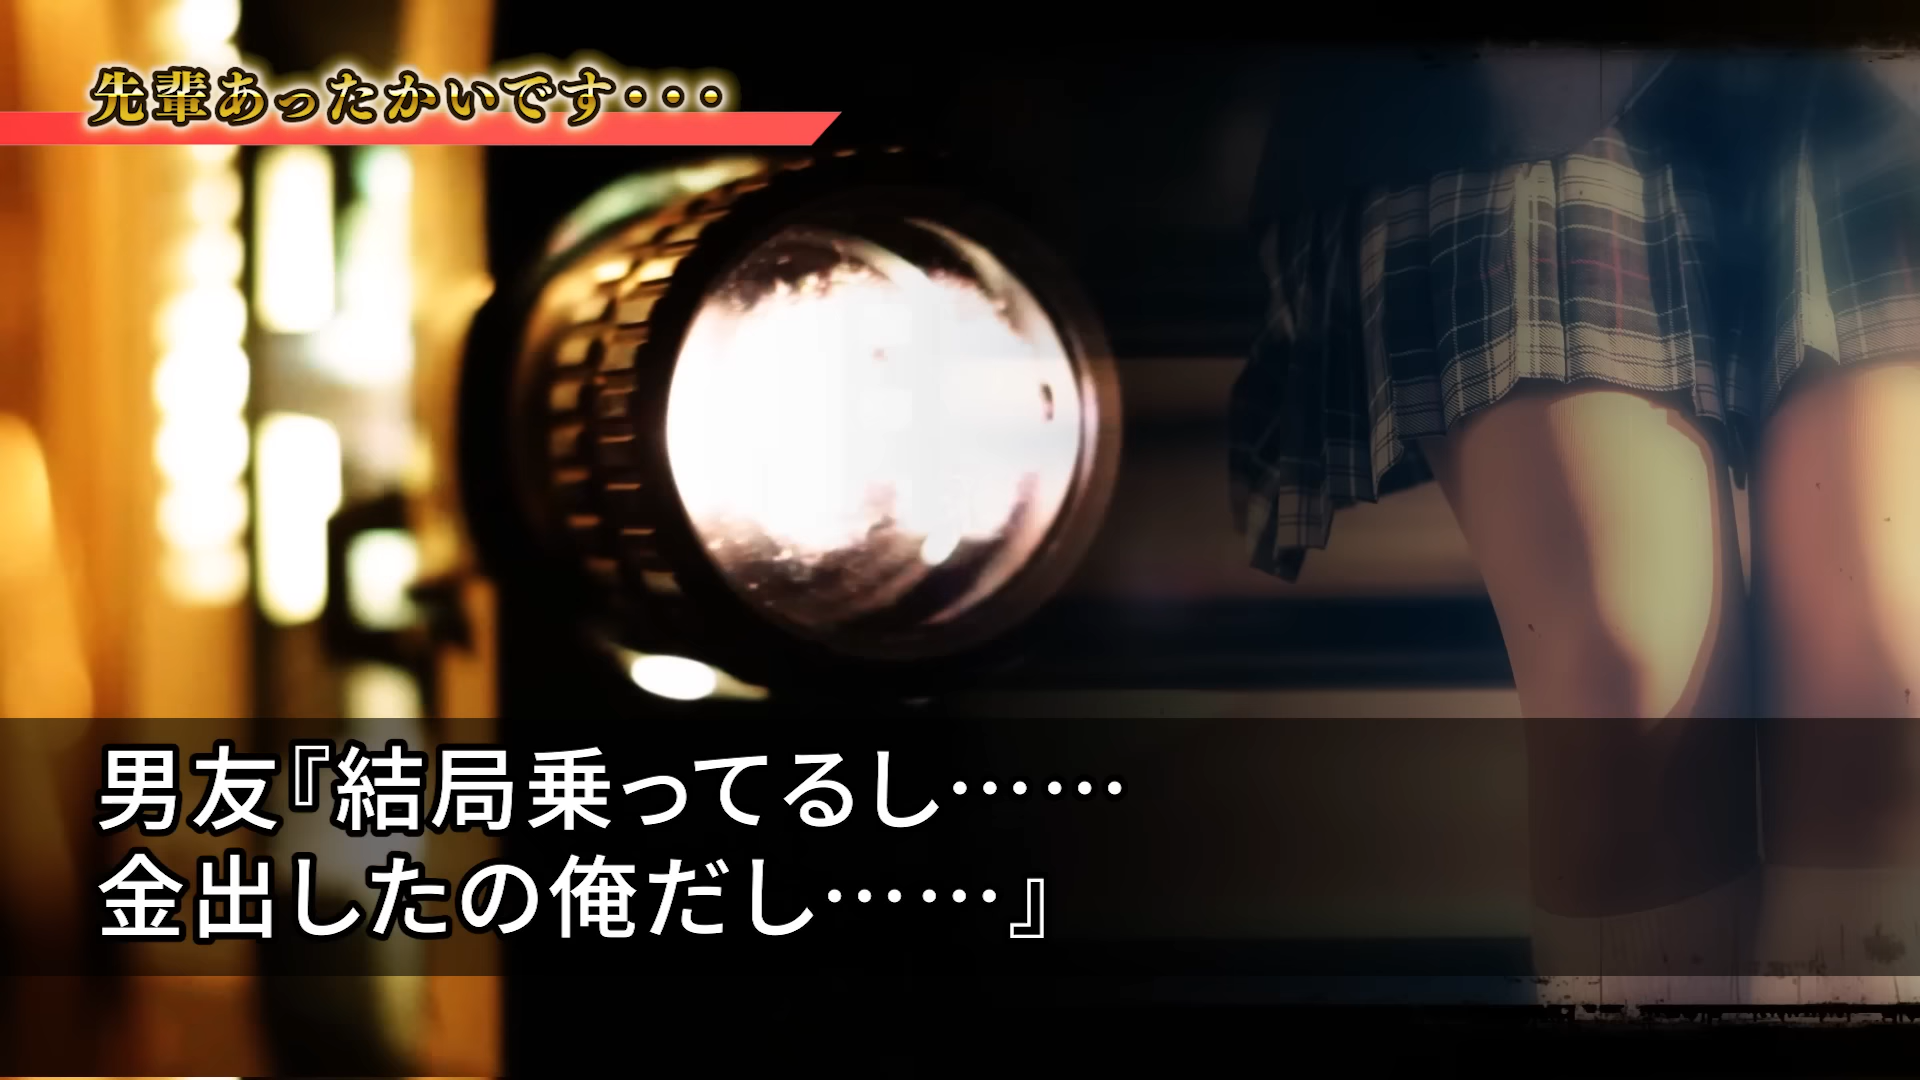 先輩あったかいです･･･
男友『結局乗ってるし……
金出したの俺だし……』